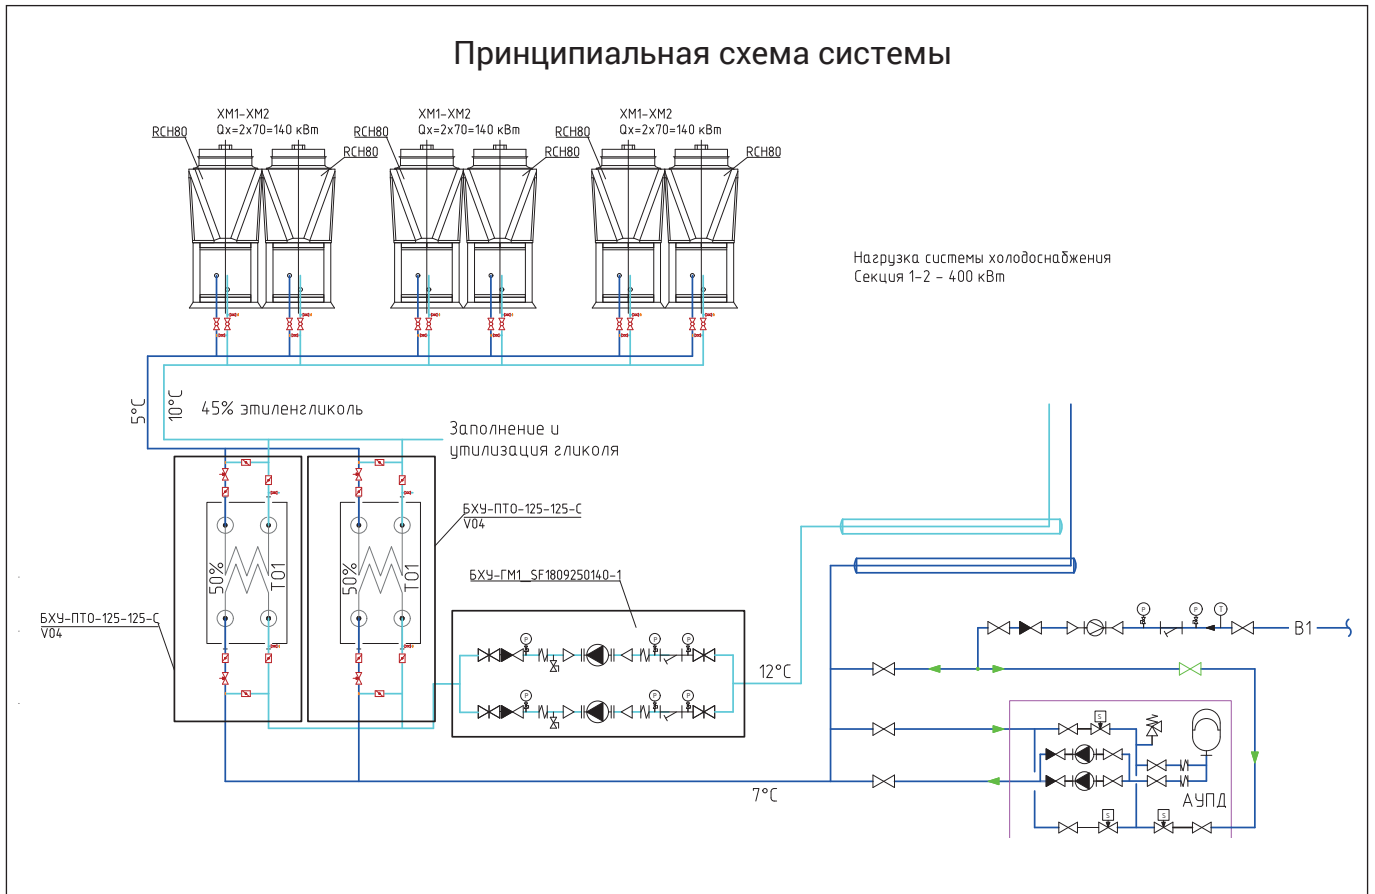 Принципиальная схема системы
ХМ1-ХМ2
Qх=2х70=140 кВт
RCH80
RCH80
ХМ1-ХМ2
Qх=2х70=140 кВт
RCH80
RCH80
ХМ1-ХМ2
Qх=2х70=140 кВт
RCH80
RCH80
Нагрузка системы холодоснабжения
Секция 1-2 - 400 кВт
5°С
10°С
45% этиленгликоль
Заполнение и
утилизация гликоля
БХУ-ПТО-125-125-С
V04
50%
ТО1
50%
ТО1
БХУ-ГМ1_SF1809250140-1
БХУ-ПТО-125-125-С
V04
P
P
P
P
P
P
12°С
P
P
T
В1
S
7°С
АУПД
S
S